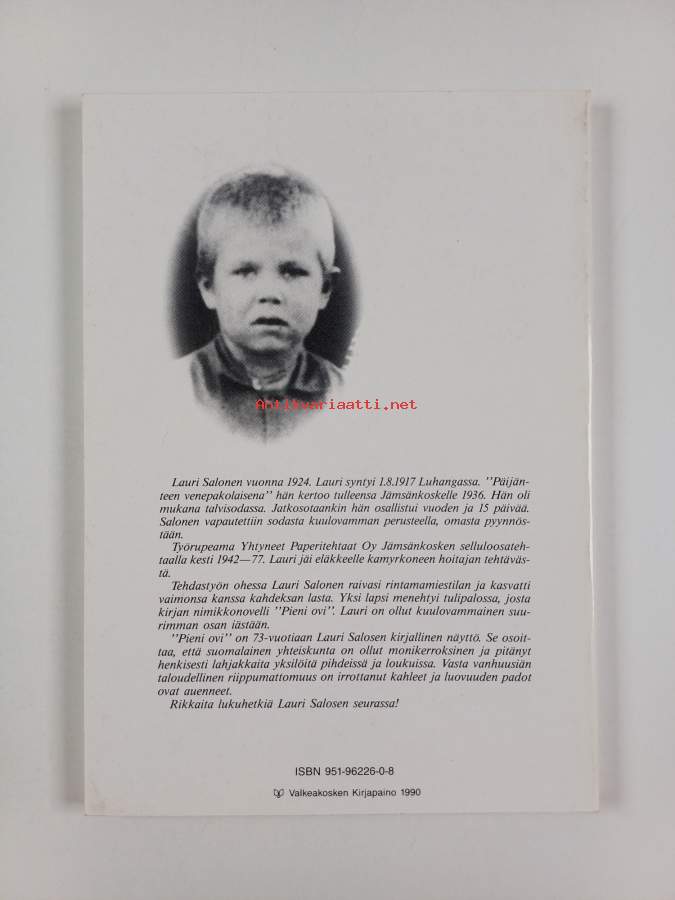 Antikvariaatti.net
Lauri Salonen vuonna 1924. Lauri syntyi 1.8.1917 Luhangassa. ''Päijän-
teen venepakolaisena'' hän kertoo tulleensa Jämsänkoskelle 1936. Hän oli
mukana talvisodassa. Jatkosotaankin hän osallistui vuoden ja 15 päivää.
Salonen vapautettiin sodasta kuulovamman perusteella, omasta pyynnös-
tään.
Työrupeama Yhtyneet Paperitehtaat Oy Jämsänkosken selluloosateh-
taalla kesti 1942—77. Lauri jäi eläkkeelle kamyrkoneen hoitajan tehtäväs-
tä.
Tehdastyön ohessa Lauri Salonen raivasi rintamamiestilan ja kasvatti
vaimonsa kanssa kahdeksan lasta. Yksi lapsi menehtyi tulipalossa, josta
kirjan nimikkonovelli ''Pieni ovi''. Lauri on ollut kuulovammainen suu-
rimman osan iästään.
''Pieni ovi'' on 73-vuotiaan Lauri Salosen kirjallinen näyttö. Se osoit-
taa, että suomalainen yhteiskunta on ollut monikerroksinen ja pitänyt
henkisesti lahjakkaita yksilöitä pihdeissä ja loukuissa. Vasta vanhuusiän
taloudellinen riippumattomuus on irrottanut kahleet ja luovuuden padot
ovat auenneet.
Rikkaita lukuhetkiä Lauri Salosen seurassa!
ISBN 951-96226-0-8
Valkeakosken Kirjapaino 1990